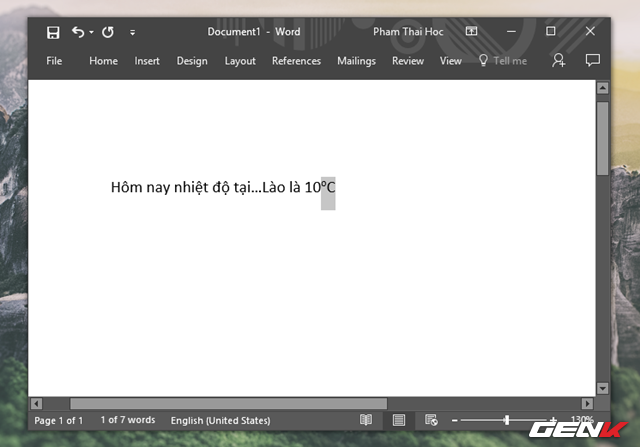 Document1 - Word
Pham Thai Hoc
File Home Insert Design Layout References Mailings Review View Tell me
Hôm nay nhiệt độ tại...Lào là 10°C
Page 1 of 1 1 of 7 words English (United States) 130%
GENK